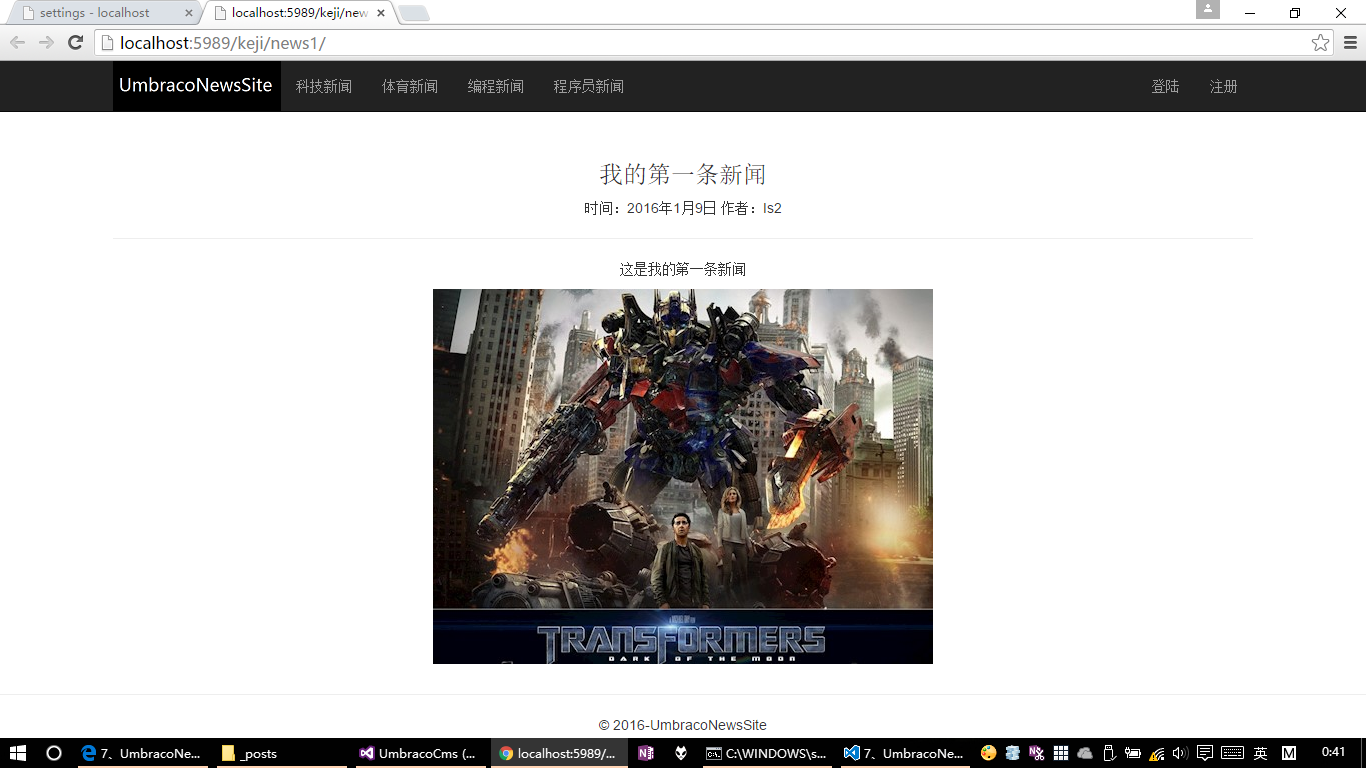 settings - localhost
localhost:5989/keji/new
localhost:5989/keji/news1/
UmbracoNewsSite 科技新闻 体育新闻 编程新闻 程序员新闻 登陆 注册
我的第一条新闻
时间：2016年1月9日 作者：ls2
这是我的第一条新闻
TRANSFORMERS
DARK OF THE MOON
© 2016-UmbracoNewsSite
7、UmbracoNe... _posts UmbracoCms (... localhost:5989/... C:\WINDOWS\s... 7、UmbracoNe... 英 M 0:41